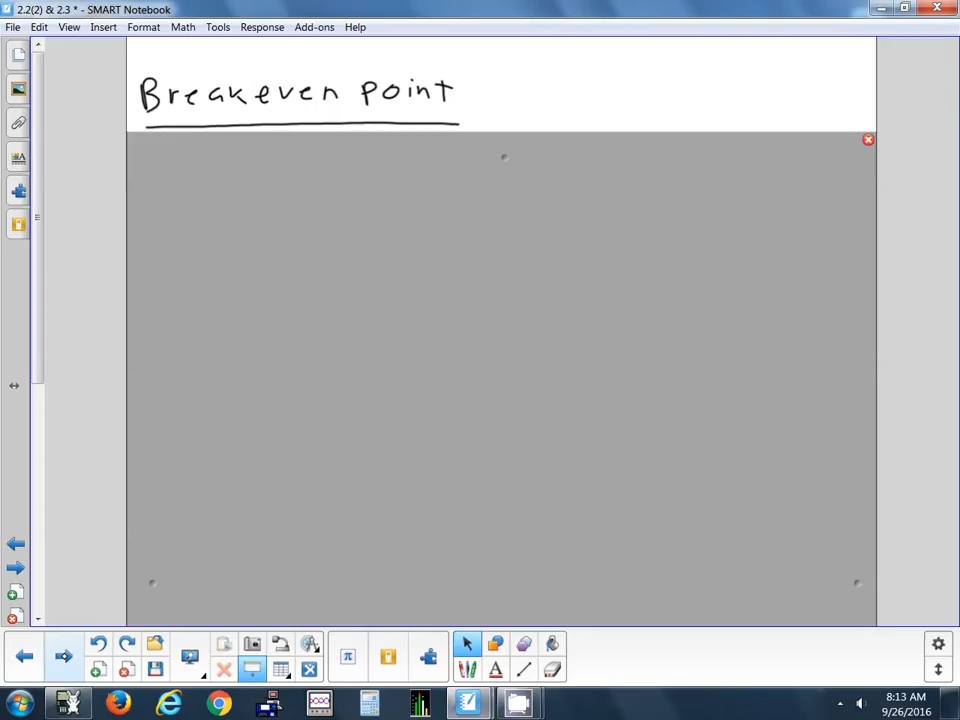 2.2(2) & 2.3 * - SMART Notebook
File Edit View Insert Format Math Tools Response Add-ons Help
Breakeven point
π
A
8:13 AM
9/26/2016